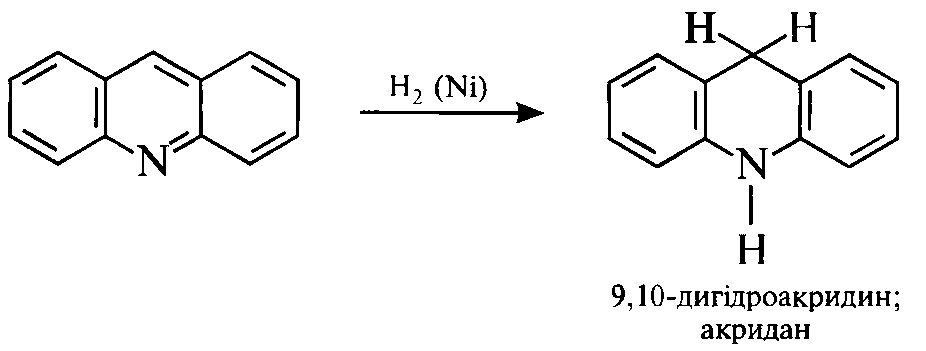 H H
H₂ (Ni)
N
N
H
9,10-дигідроакридин;
акридан